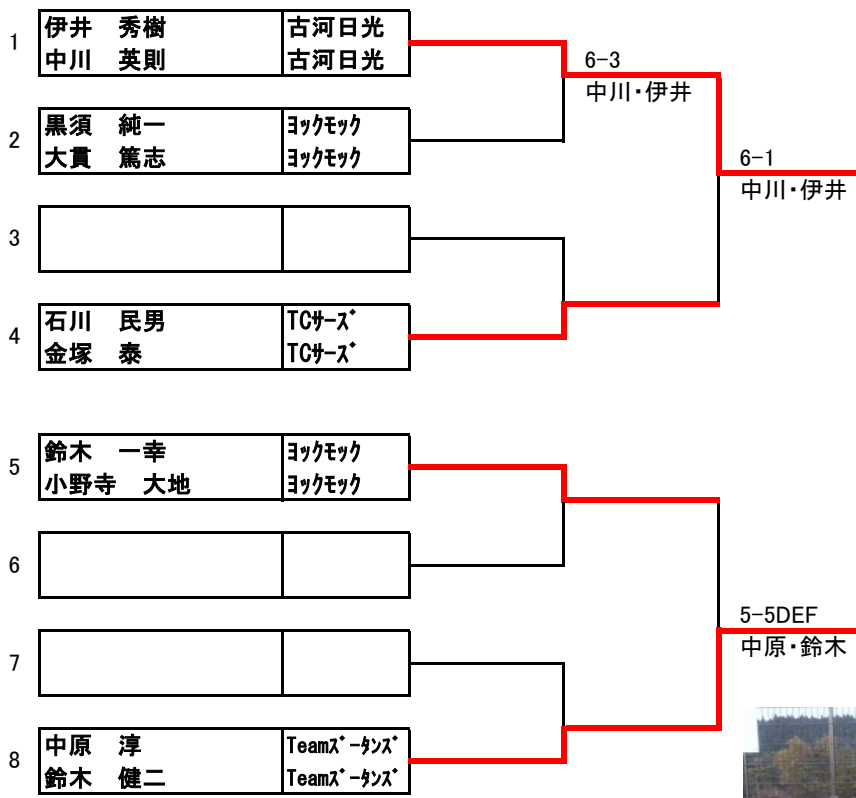 1
伊井　秀樹 古河日光
中川　英則 古河日光
6-3
中川・伊井
2
黒須　純一 ﾖｯｸﾓｯｸ
大貫　篤志 ﾖｯｸﾓｯｸ
6-1
中川・伊井
3
4
石川　民男 TCｻｰｽﾞ
金塚　泰 TCｻｰｽﾞ
5
鈴木　一幸 ﾖｯｸﾓｯｸ
小野寺　大地 ﾖｯｸﾓｯｸ
6
5-5DEF
中原・鈴木
7
8
中原　淳 Teamｽﾞｰﾀﾝｽﾞ
鈴木　健二 Teamｽﾞｰﾀﾝｽﾞ